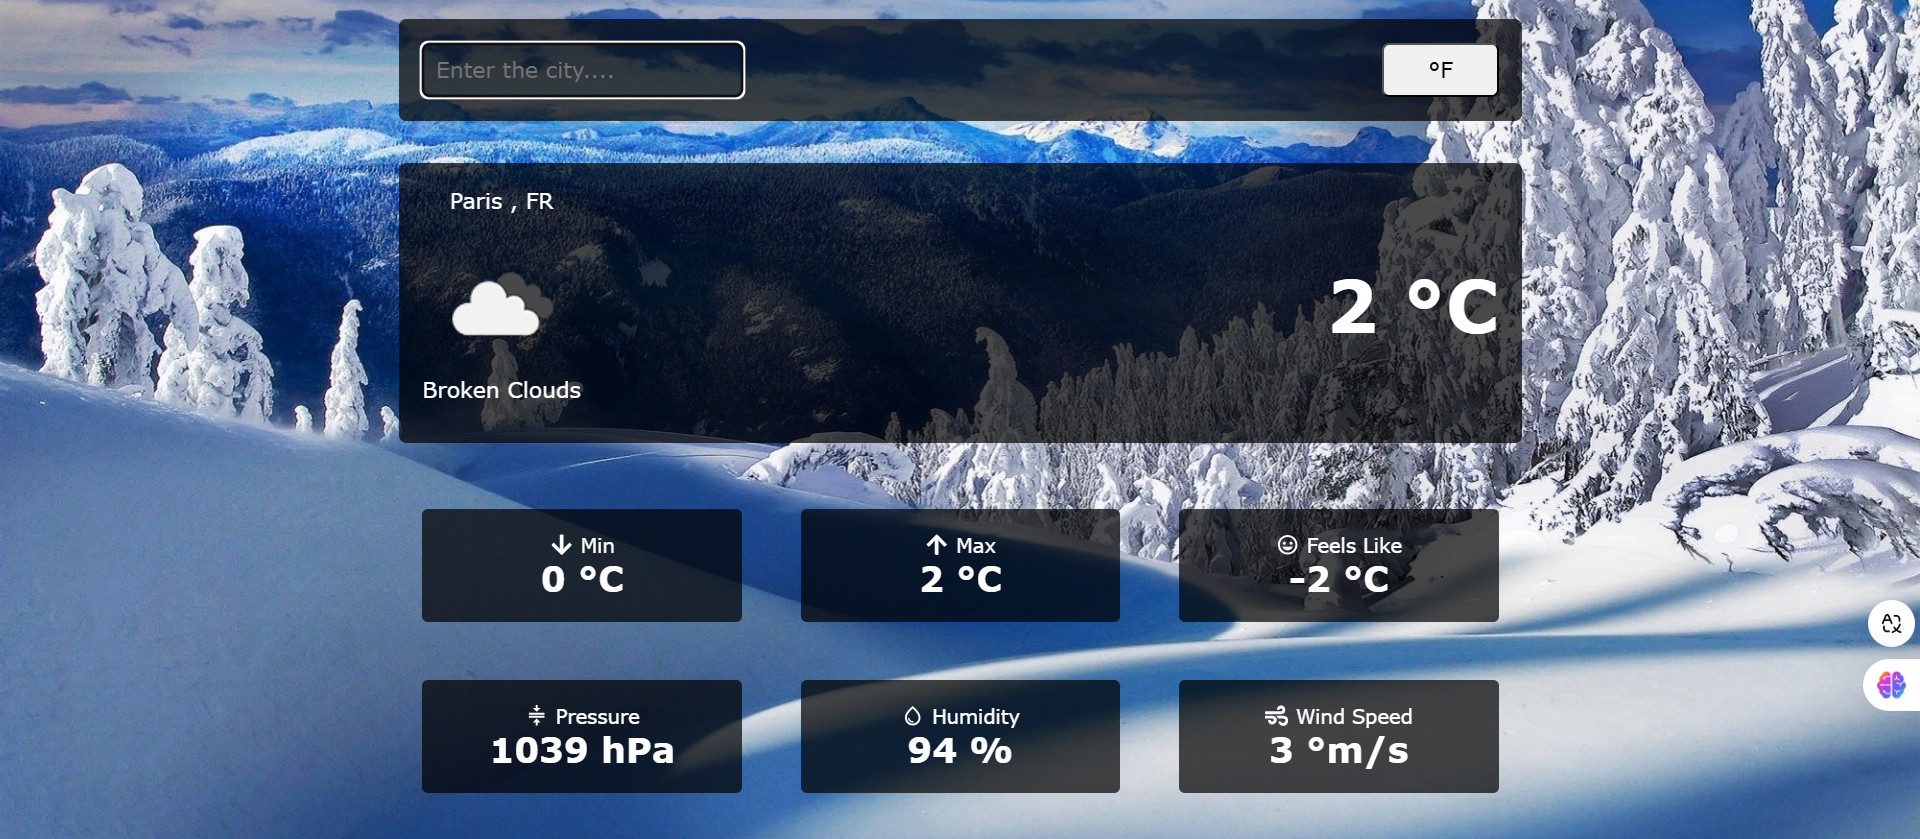 Enter the city....
°F
Paris , FR
2 °C
Broken Clouds
Min
0 °C
Max
2 °C
Feels Like
-2 °C
Pressure
1039 hPa
Humidity
94 %
Wind Speed
3 °m/s